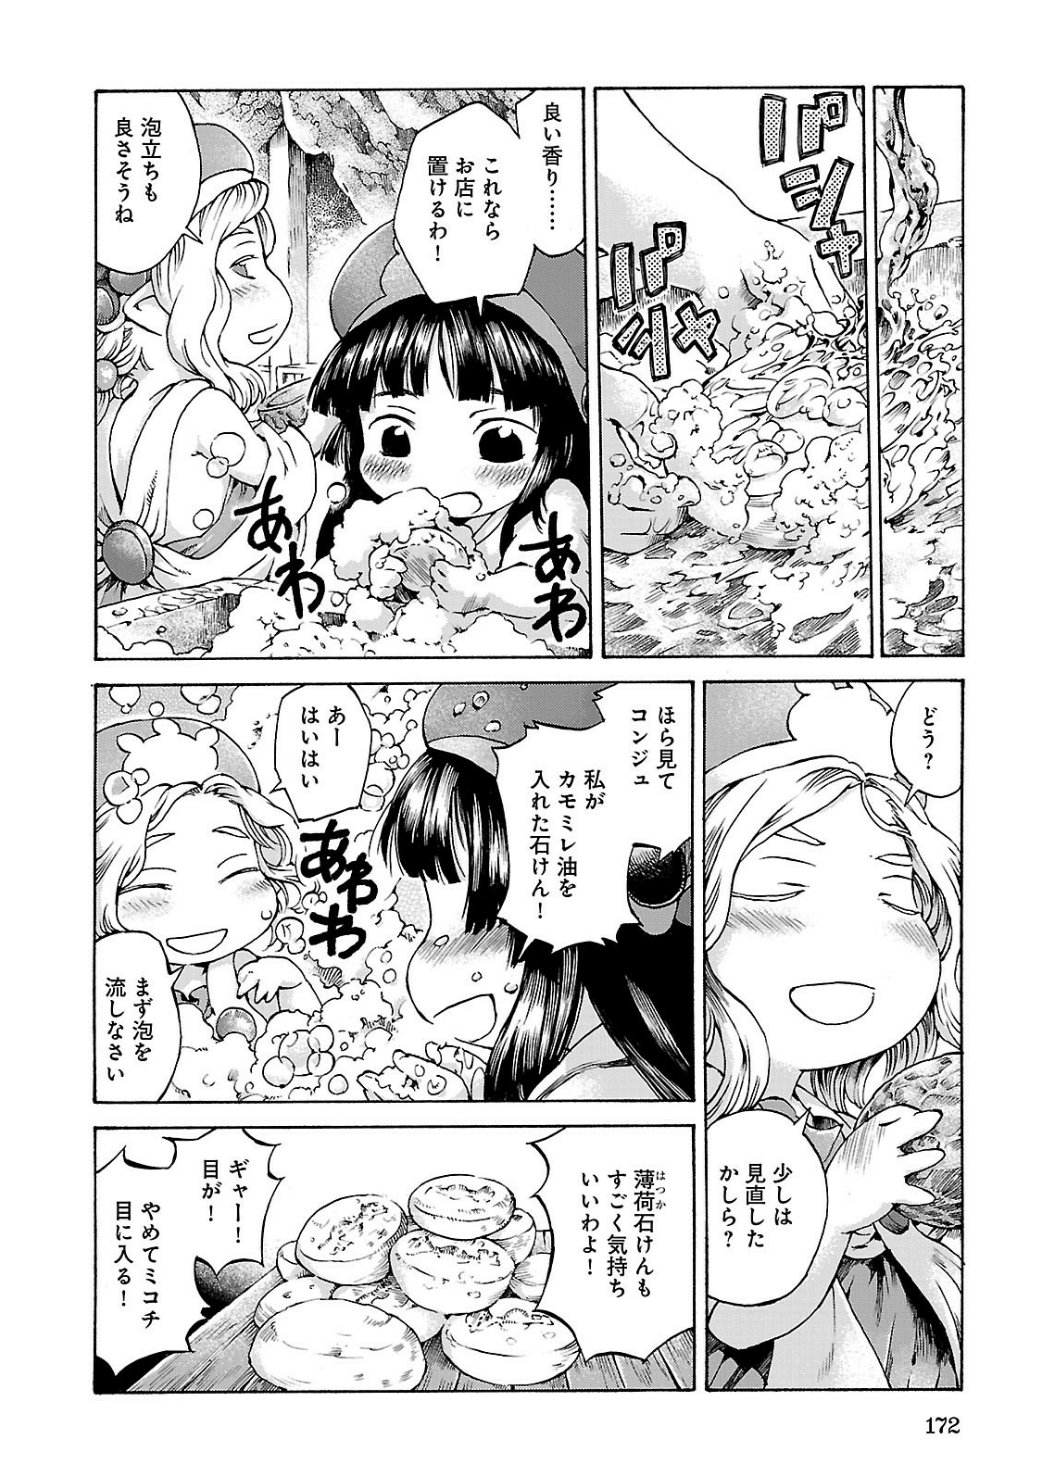 パシャ
パシャ
良い香り……
これなら
お店に
置けるわ！
泡立ちも
良さそうね
あわ
あわ
どう？
少しは
見直した
かしら？
ほら見て
コンジュ
私が
カモミレ油を
入れた石けん！
あー
はいはい
あわ
あわ
まず泡を
流しなさい
薄荷石けんも
はっか
すごく気持ち
いいわよ！
ギャー！
目が！
やめてミコチ
目に入る！
172